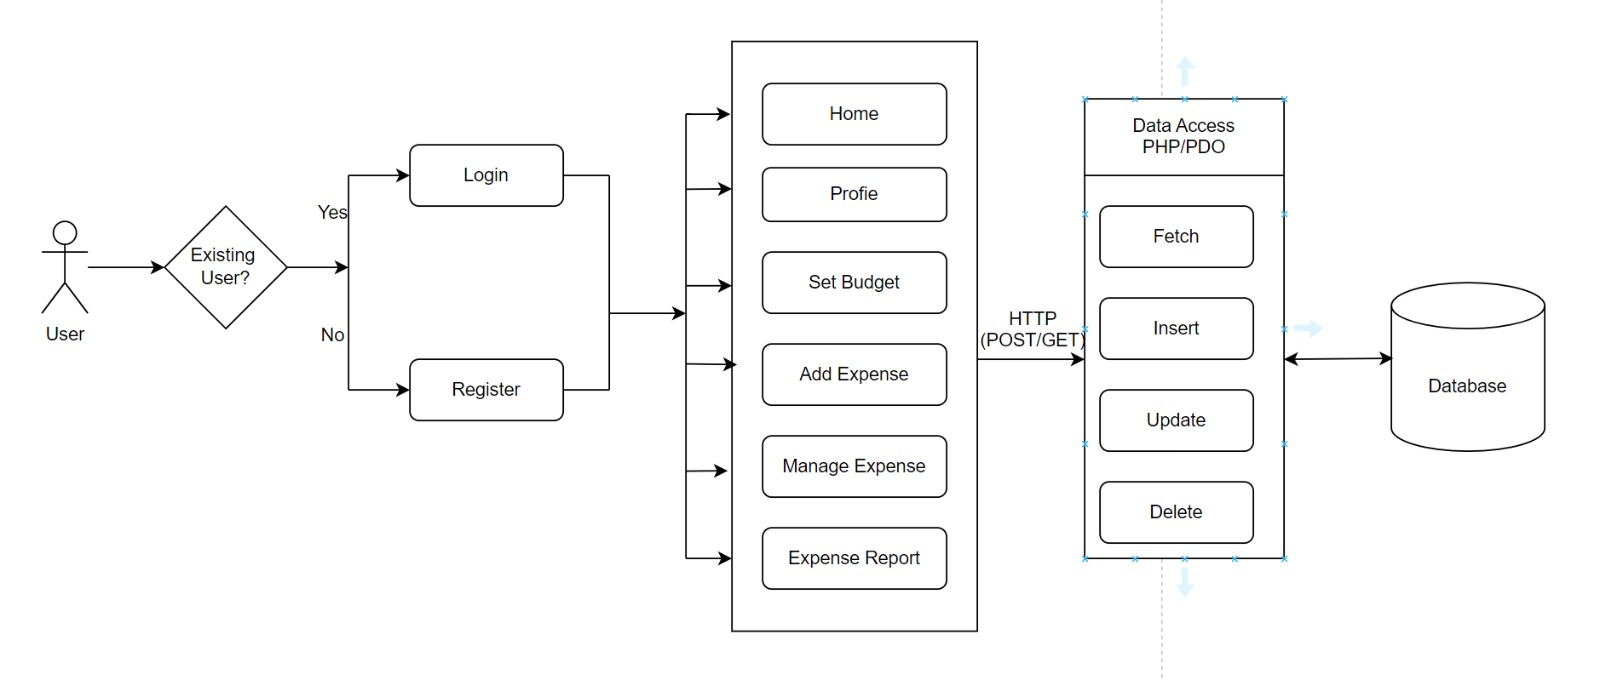 User
Existing
User?
Yes
No
Login
Register
Home
Profie
Set Budget
Add Expense
Manage Expense
Expense Report
HTTP
(POST/GET)
Data Access
PHP/PDO
Fetch
Insert
Update
Delete
Database